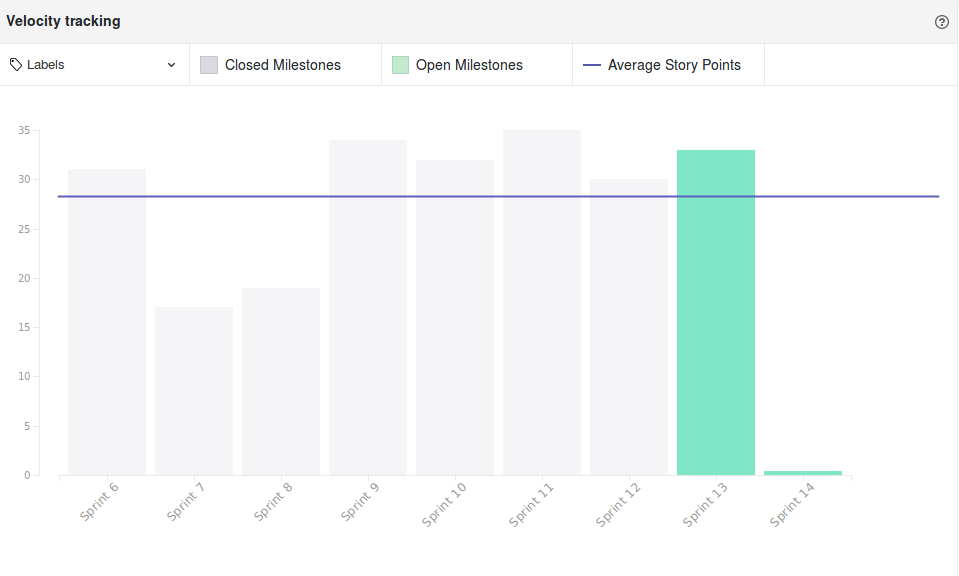 Velocity tracking
Labels
Closed Milestones
Open Milestones
Average Story Points
35
30
25
20
15
10
5
0
Sprint 6
Sprint 7
Sprint 8
Sprint 9
Sprint 10
Sprint 11
Sprint 12
Sprint 13
Sprint 14